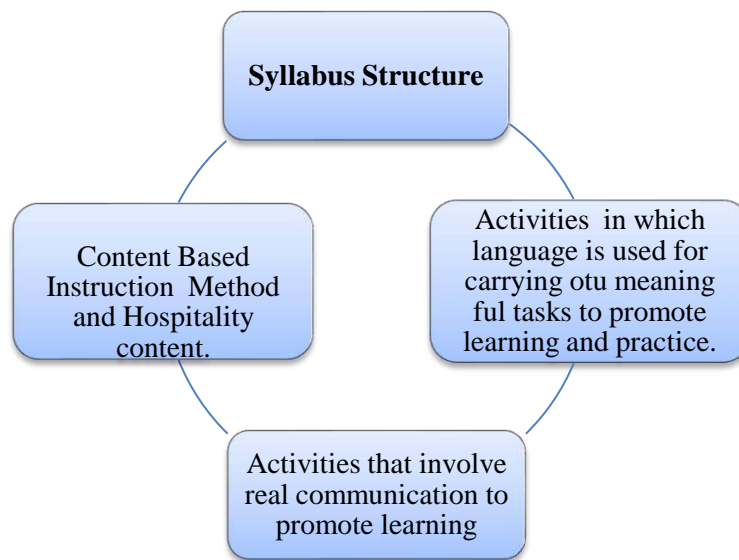 Syllabus Structure
Activities in which
language is used for
carrying otu meaning
ful tasks to promote
learning and practice.
Activities that involve
real communication to
promote learning
Content Based
Instruction Method
and Hospitality
content.